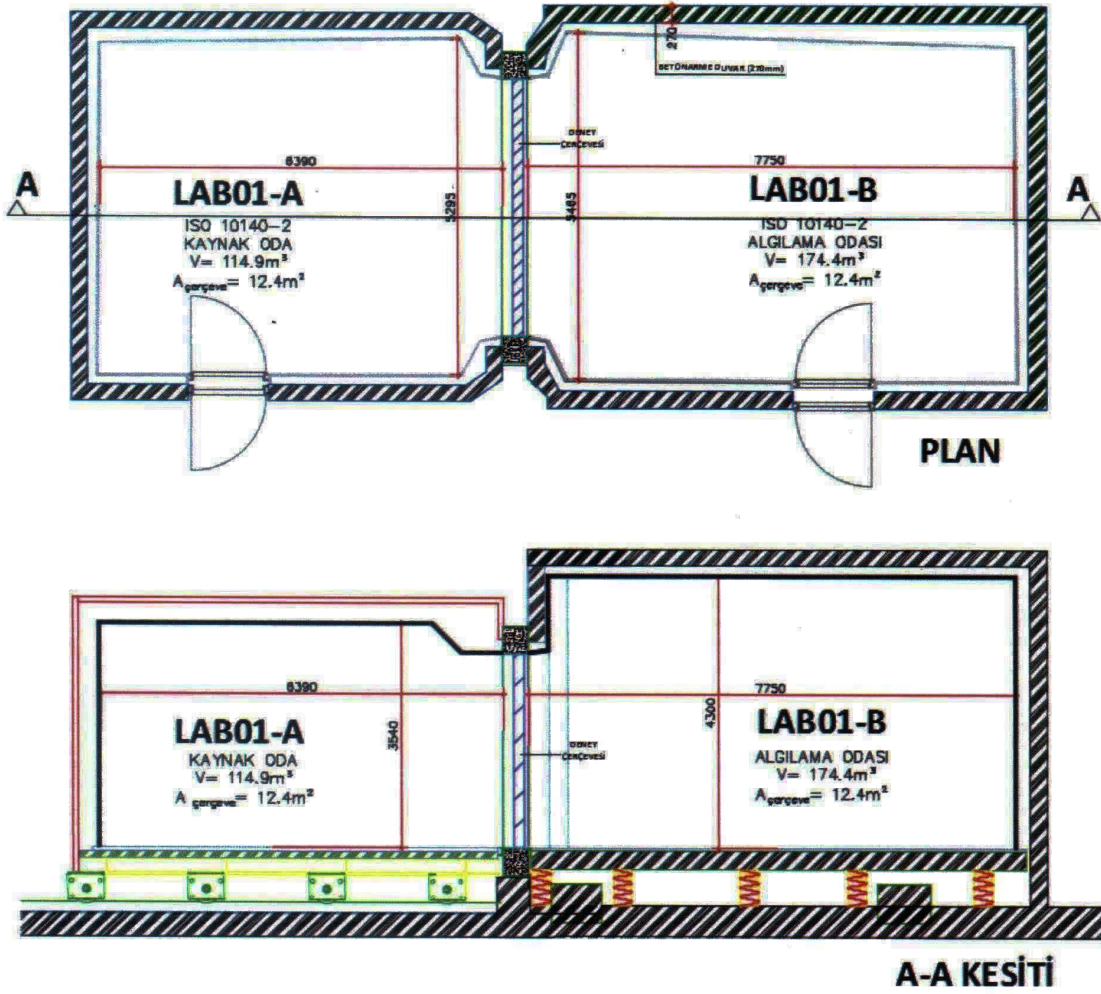 270
BETONARME DUVAR (270mm)
DENEY
ÇERÇEVESİ
6390
7750
A
LAB01-A
5295
5465
LAB01-B
A
ISO 10140-2
KAYNAK ODA
V= 114.9m³
Açerçeve= 12.4m²
ISO 10140-2
ALGILAMA ODASI
V= 174.4m³
Açerçeve= 12.4m²
PLAN
6390
7750
LAB01-A
3540
4300
LAB01-B
KAYNAK ODA
V= 114.9m³
A çerçeve= 12.4m²
DENEY
ÇERÇEVESİ
ALGILAMA ODASI
V= 174.4m³
Açerçeve= 12.4m²
A-A KESİTİ